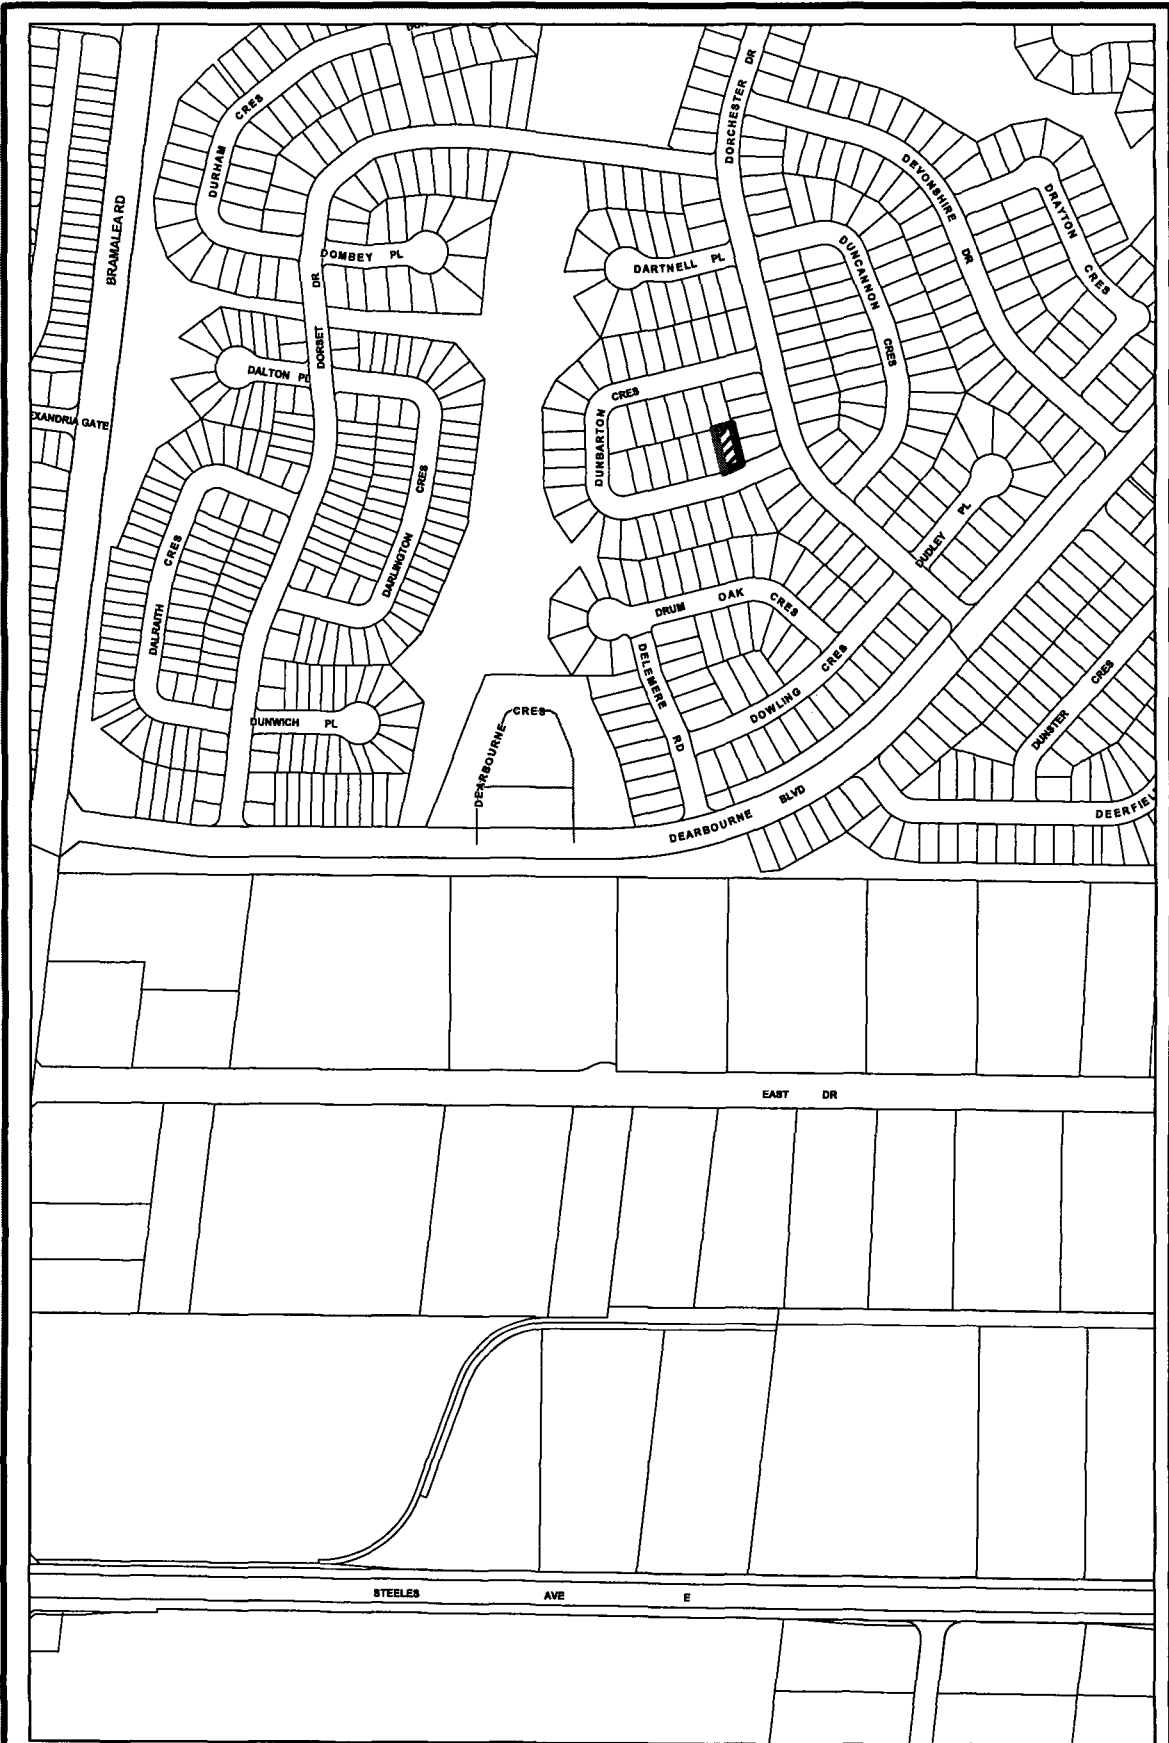 DORCHESTER DR
DURHAM CRES
DEVONSHIRE DR
DRAYTON CRES
BRAMALEA RD
DOMBEY PL
DARTNELL PL
DUNCANNON CRES
DORSET DR
DALTON PL
DUNBARTON CRES
EXANDRIA GATE
DARLINGTON CRES
DUDLEY PL
DALRAITH CRES
DRUM OAK CRES
DELEMERE RD
DOWLING CRES
DUNSTER CRES
DUNWICH PL
DEARBOURNE CRES
DEARBOURNE BLVD
DEERFIEL
EAST DR
STEELES AVE E